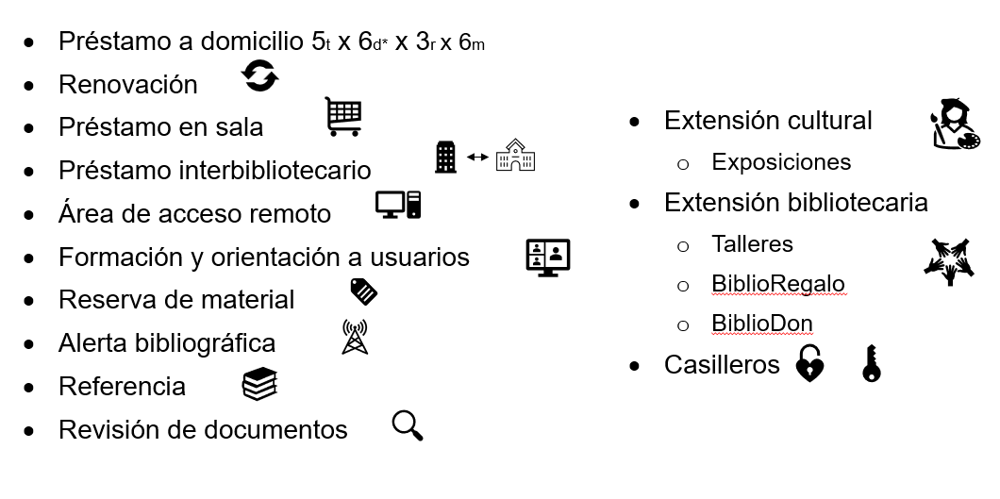 Préstamo a domicilio 5t x 6d* x 3r x 6m
Renovación
Préstamo en sala
Préstamo interbibliotecario
Área de acceso remoto
Formación y orientación a usuarios
Reserva de material
Alerta bibliográfica
Referencia
Revisión de documentos
Extensión cultural
Exposiciones
Extensión bibliotecaria
Talleres
BiblioRegalo
BiblioDon
Casilleros